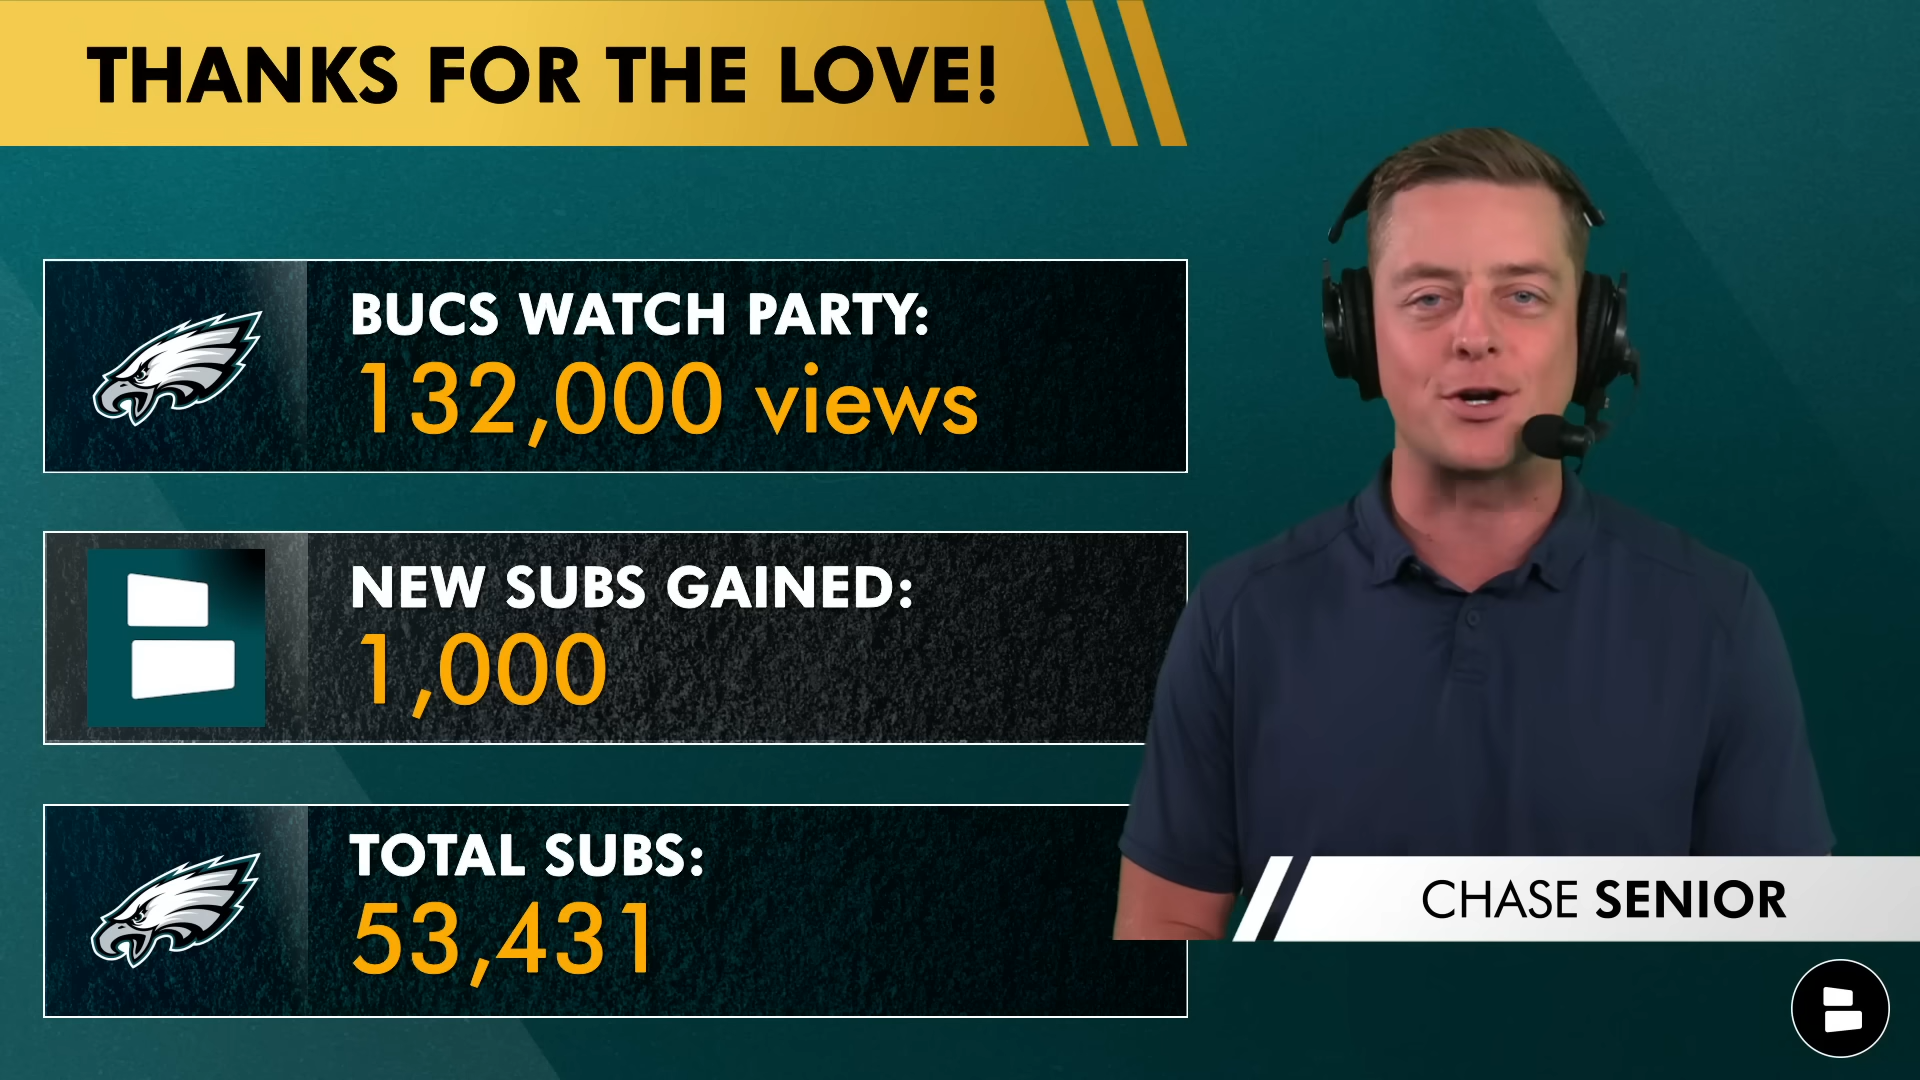 THANKS FOR THE LOVE!
BUCS WATCH PARTY:
132,000 views
NEW SUBS GAINED:
1,000
TOTAL SUBS:
53,431
CHASE SENIOR